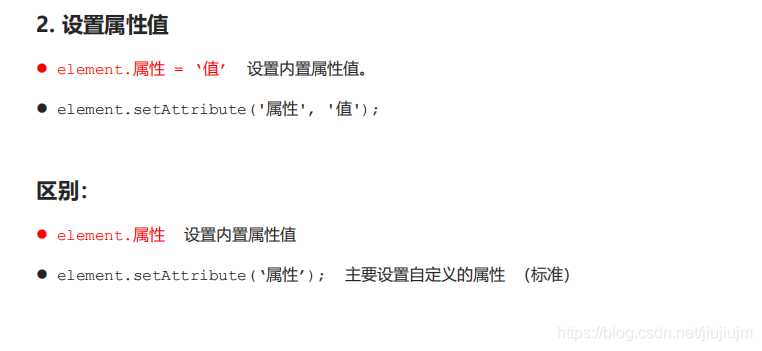 2. 设置属性值
● element.属性 = ‘值’ 设置内置属性值。
● element.setAttribute('属性', '值');
区别：
● element.属性 设置内置属性值
● element.setAttribute(‘属性’); 主要设置自定义的属性 （标准）
https://blog.csdn.net/jiujiujm